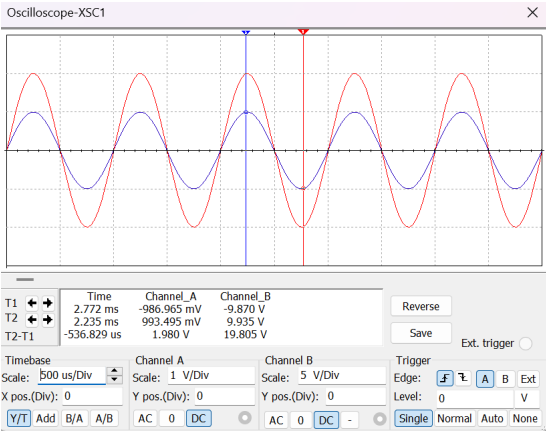 Oscilloscope-XSC1
Time Channel_A Channel_B
T1 2.772 ms -986.965 mV -9.870 V
T2 2.235 ms 993.495 mV 9.935 V
T2-T1 -536.829 us 1.980 V 19.805 V
Reverse
Save
Ext. trigger
Timebase Channel A Channel B Trigger
Scale: 500 us/Div Scale: 1 V/Div Scale: 5 V/Div Edge: A B Ext
X pos.(Div): 0 Y pos.(Div): 0 Y pos.(Div): 0 Level: 0 V
Y/T Add B/A A/B AC 0 DC AC 0 DC - Single Normal Auto None